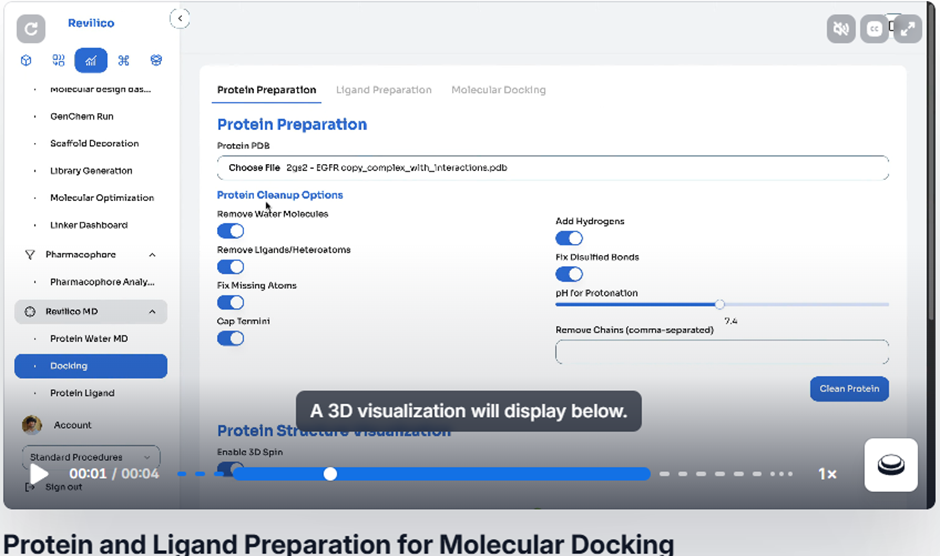 Revilico
CC
Molecular design das...
GenChem Run
Scaffold Decoration
Library Generation
Molecular Optimization
Linker Dashboard
Pharmacophore
Pharmacophore Analy...
Revilico MD
Protein Water MD
Docking
Protein Ligand
Account
Standard Procedures
Sign out
Protein Preparation Ligand Preparation Molecular Docking
Protein Preparation
Protein PDB
Choose File 2gs2 - EGFR copy_complex_with_interactions.pdb
Protein Cleanup Options
Remove Water Molecules
Remove Ligands/Heteroatoms
Fix Missing Atoms
Cap Termini
Add Hydrogens
Fix Disulfied Bonds
pH for Protonation
7.4
Remove Chains (comma-separated)
Clean Protein
A 3D visualization will display below.
Protein Structure Visualization
Enable 3D Spin
00:01 / 00:04
1×
Protein and Ligand Preparation for Molecular Docking